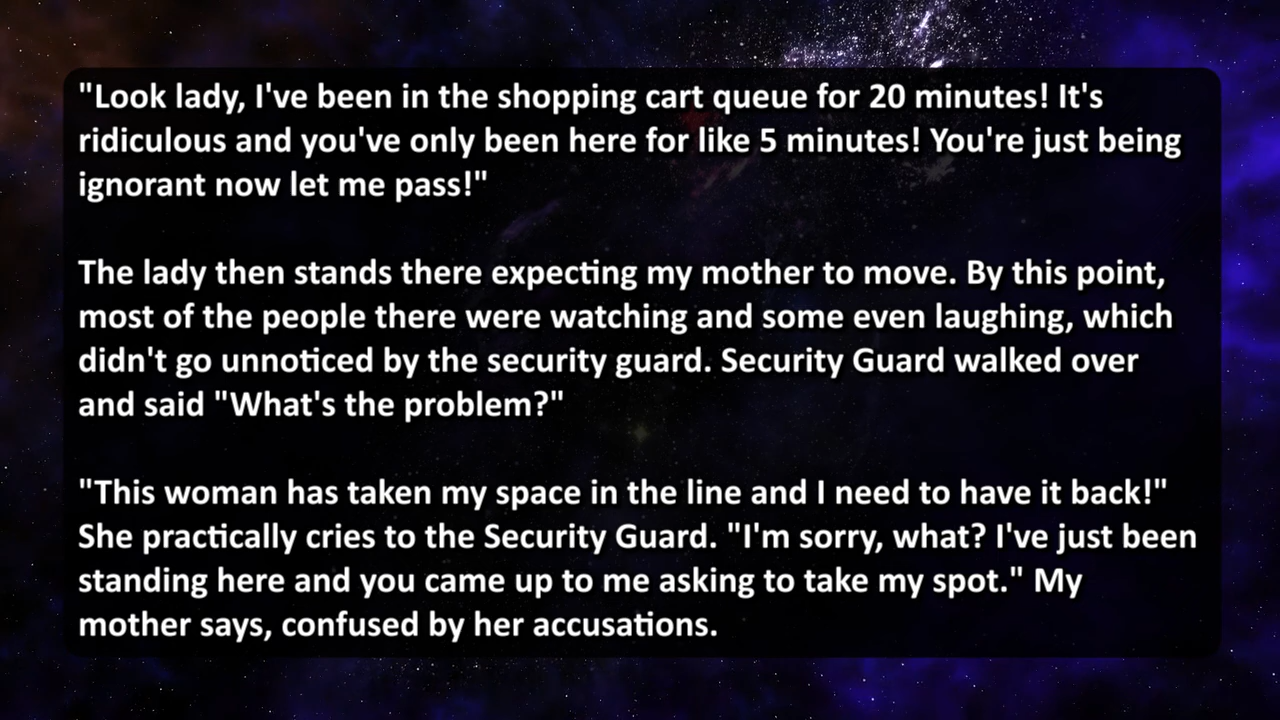 "Look lady, I've been in the shopping cart queue for 20 minutes! It's
ridiculous and you've only been here for like 5 minutes! You're just being
ignorant now let me pass!"
The lady then stands there expecting my mother to move. By this point,
most of the people there were watching and some even laughing, which
didn't go unnoticed by the security guard. Security Guard walked over
and said "What's the problem?"
"This woman has taken my space in the line and I need to have it back!"
She practically cries to the Security Guard. "I'm sorry, what? I've just been
standing here and you came up to me asking to take my spot." My
mother says, confused by her accusations.